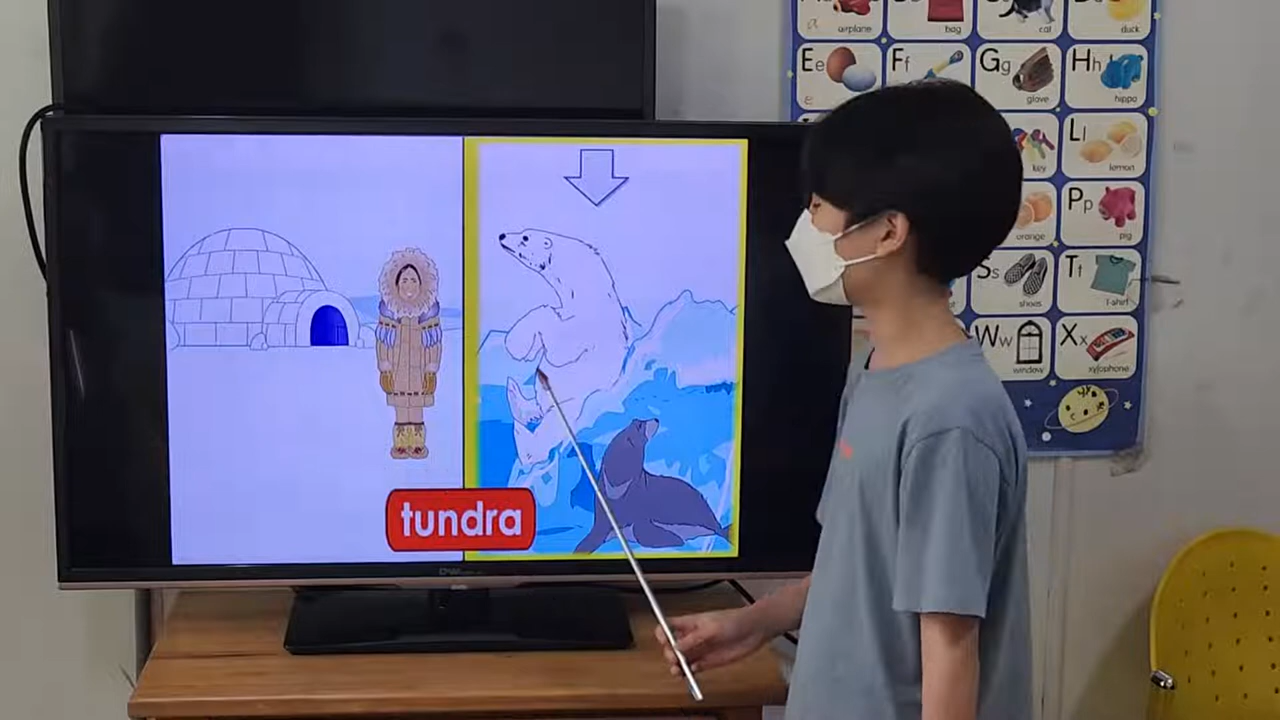 airplane
bag
cat
duck
Ee
Ff
Gg
Hh
glove
hippo
key
Ll
lemon
orange
Pp
pig
Ss
shoes
Tt
t-shirt
Ww
window
Xx
xylophone
tundra